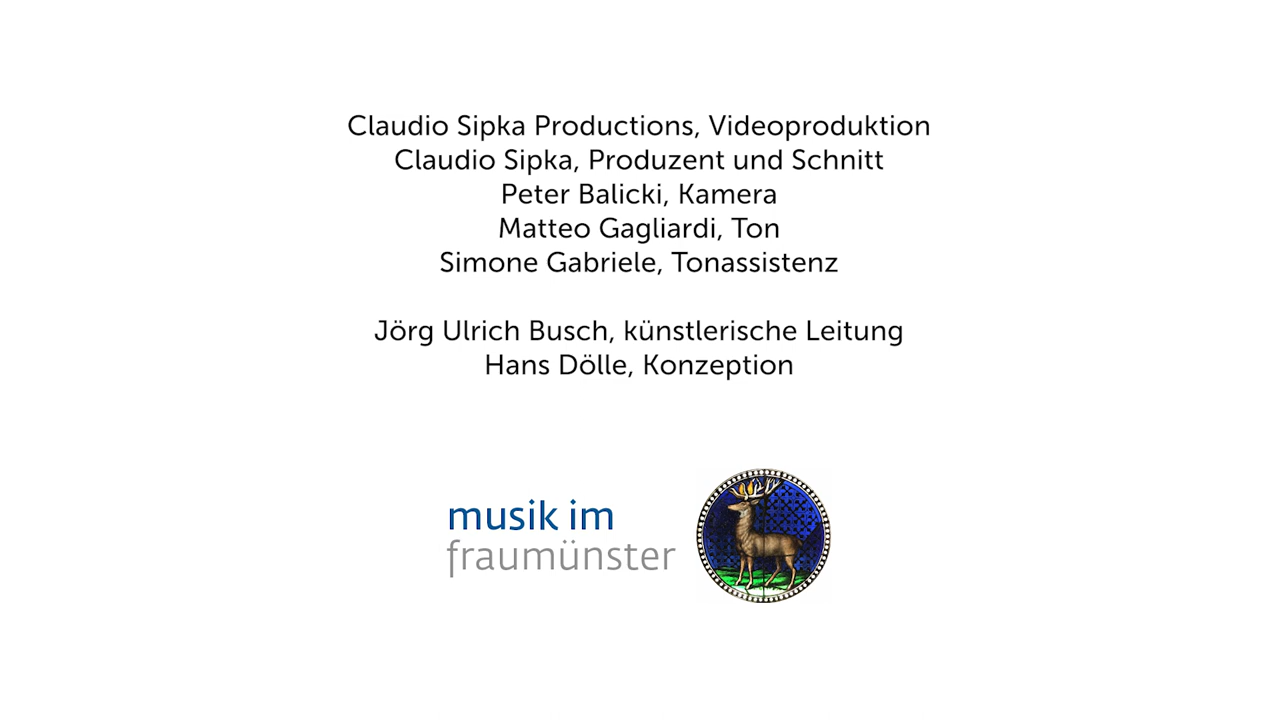 Claudio Sipka Productions, Videoproduktion
Claudio Sipka, Produzent und Schnitt
Peter Balicki, Kamera
Matteo Gagliardi, Ton
Simone Gabriele, Tonassistenz
Jörg Ulrich Busch, künstlerische Leitung
Hans Dölle, Konzeption
musik im
fraumünster